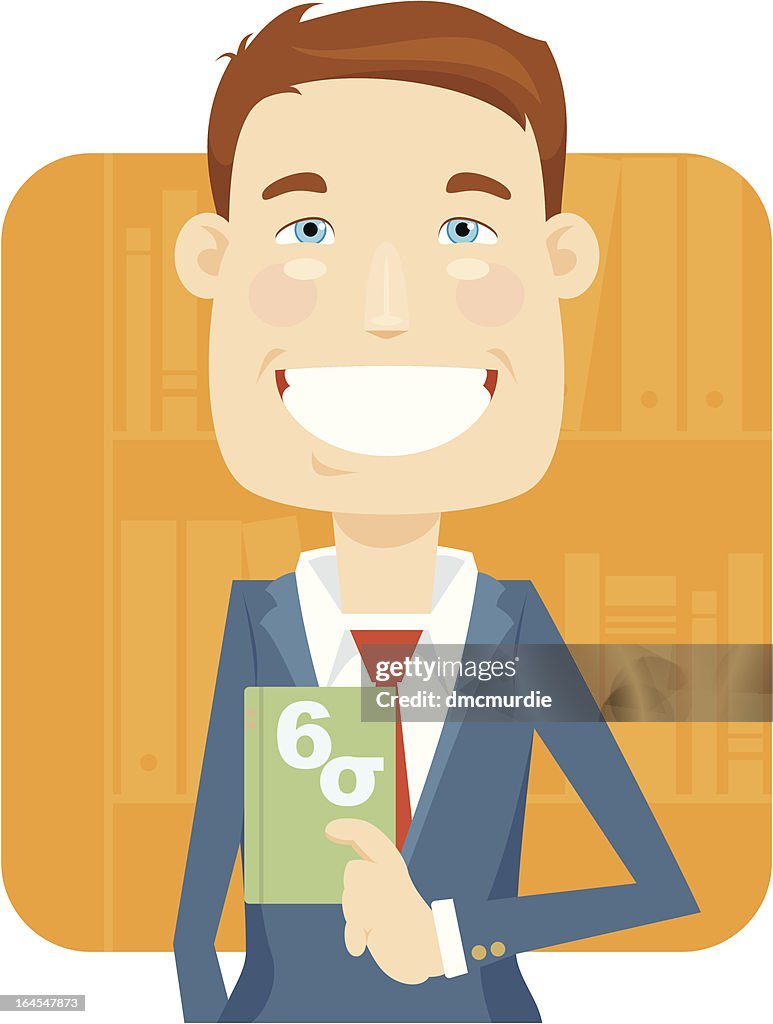 6σ
gettyimages®
Credit: dmcmurdie
164547873